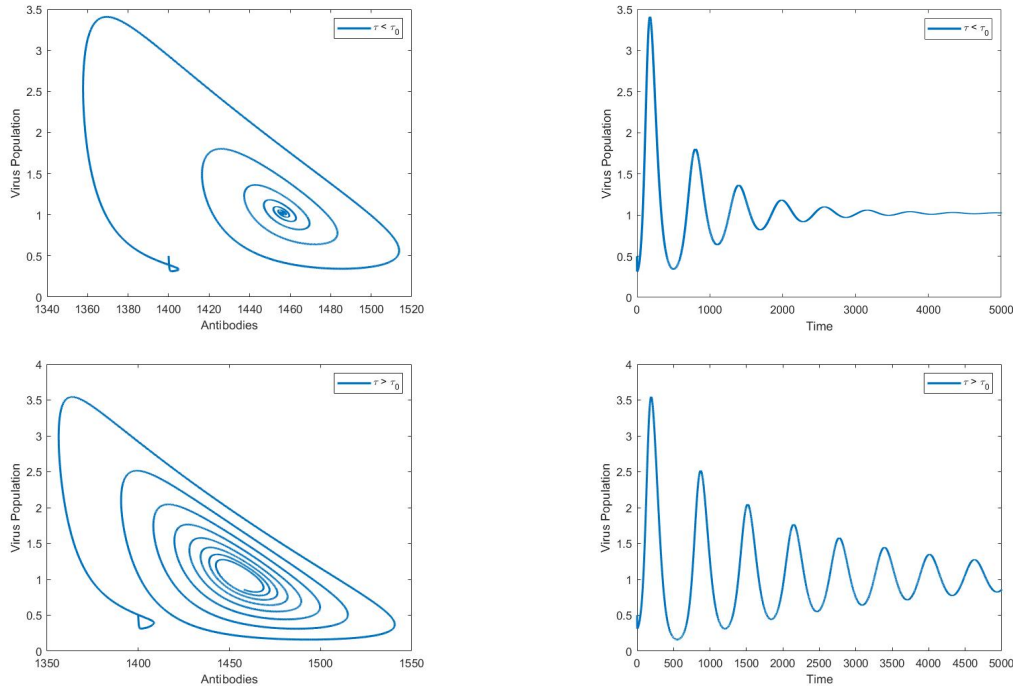 3.5
3
2.5
2
1.5
1
0.5
0
Virus Population
τ < τ0
1340 1360 1380 1400 1420 1440 1460 1480 1500 1520
Antibodies
3.5
3
2.5
2
1.5
1
0.5
0
Virus Population
τ < τ0
0 1000 2000 3000 4000 5000
Time
4
3.5
3
2.5
2
1.5
1
0.5
0
Virus Population
τ > τ0
1350 1400 1450 1500 1550
Antibodies
4
3.5
3
2.5
2
1.5
1
0.5
0
Virus Population
τ > τ0
0 500 1000 1500 2000 2500 3000 3500 4000 4500 5000
Time